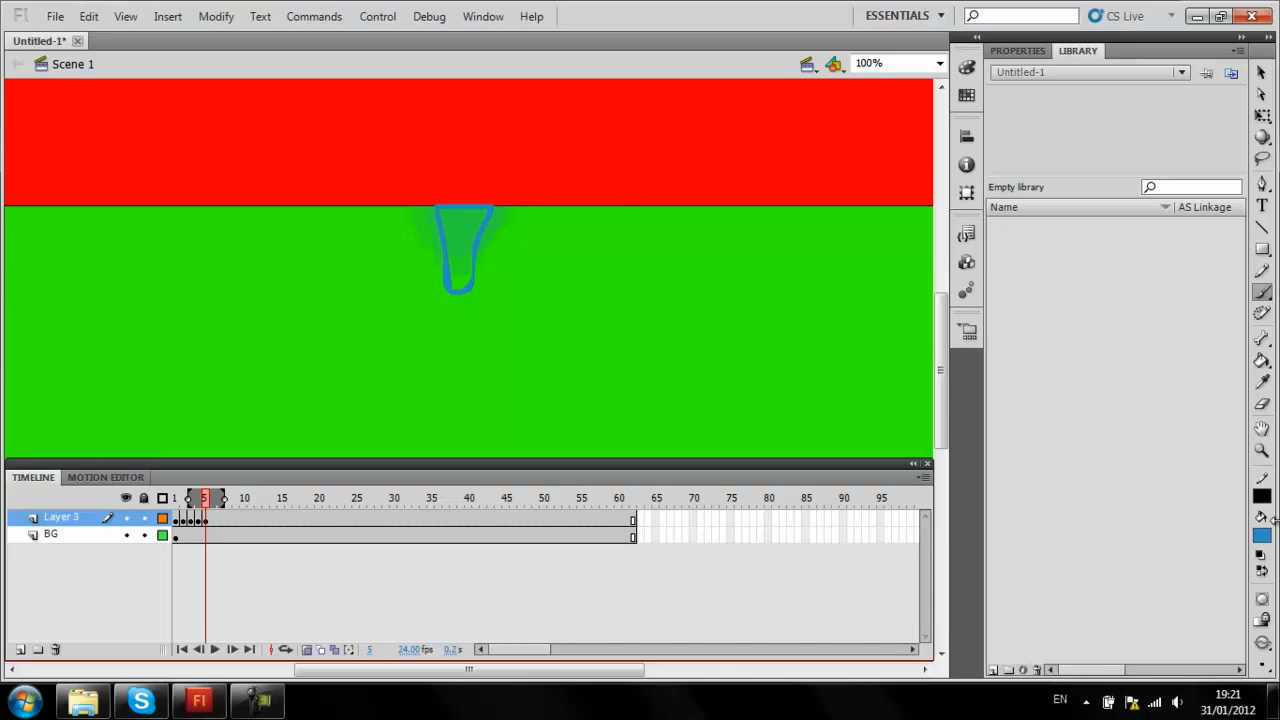 Fl File Edit View Insert Modify Text Commands Control Debug Window Help ESSENTIALS CS Live
Untitled-1*
Scene 1 100%
PROPERTIES LIBRARY
Untitled-1
Empty library
Name AS Linkage
TIMELINE MOTION EDITOR
1 5 10 15 20 25 30 35 40 45 50 55 60 65 70 75 80 85 90 95
Layer 3
BG
5 24.00 fps 0.2 s
Fl EN 19:21
31/01/2012